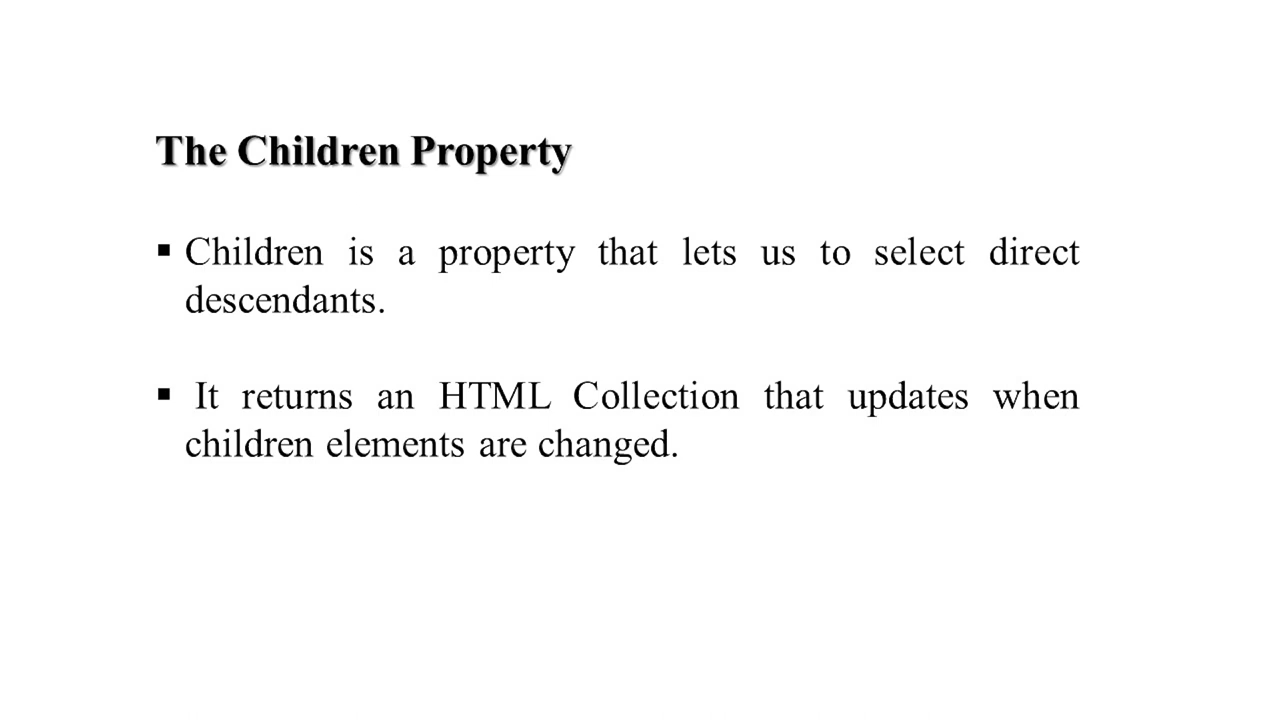 The Children Property
▪ Children is a property that lets us to select direct
descendants.
▪ It returns an HTML Collection that updates when
children elements are changed.